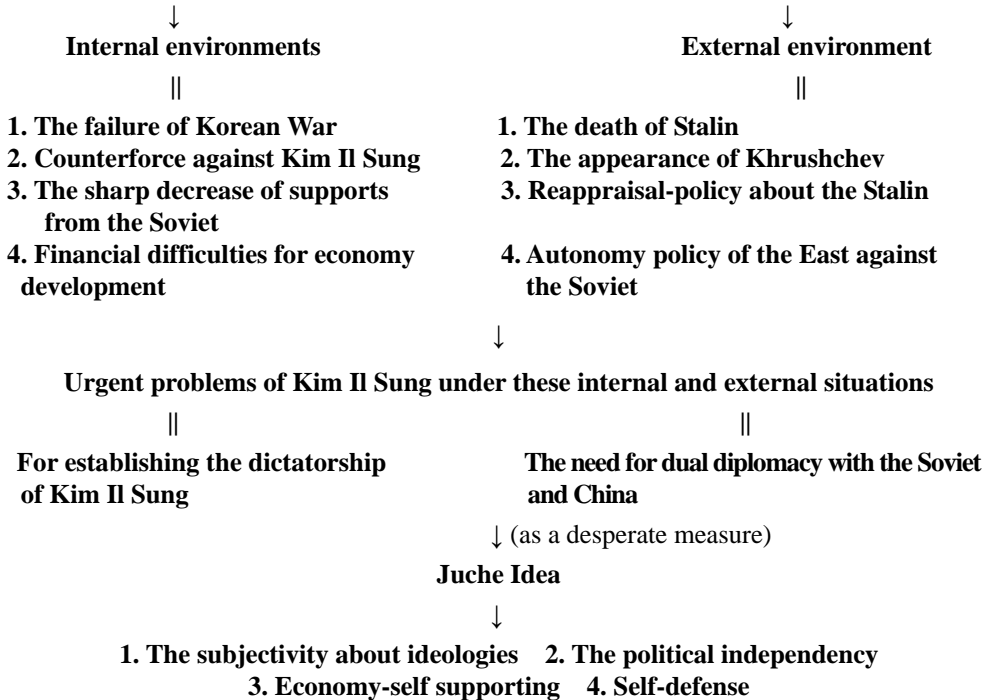 ↓ ↓
Internal environments External environment
‖ ‖
1. The failure of Korean War 1. The death of Stalin
2. Counterforce against Kim Il Sung 2. The appearance of Khrushchev
3. The sharp decrease of supports 3. Reappraisal-policy about the Stalin
from the Soviet
4. Financial difficulties for economy 4. Autonomy policy of the East against
development the Soviet
↓
Urgent problems of Kim Il Sung under these internal and external situations
‖ ‖
For establishing the dictatorship The need for dual diplomacy with the Soviet
of Kim Il Sung and China
↓ (as a desperate measure)
Juche Idea
↓
1. The subjectivity about ideologies 2. The political independency
3. Economy-self supporting 4. Self-defense